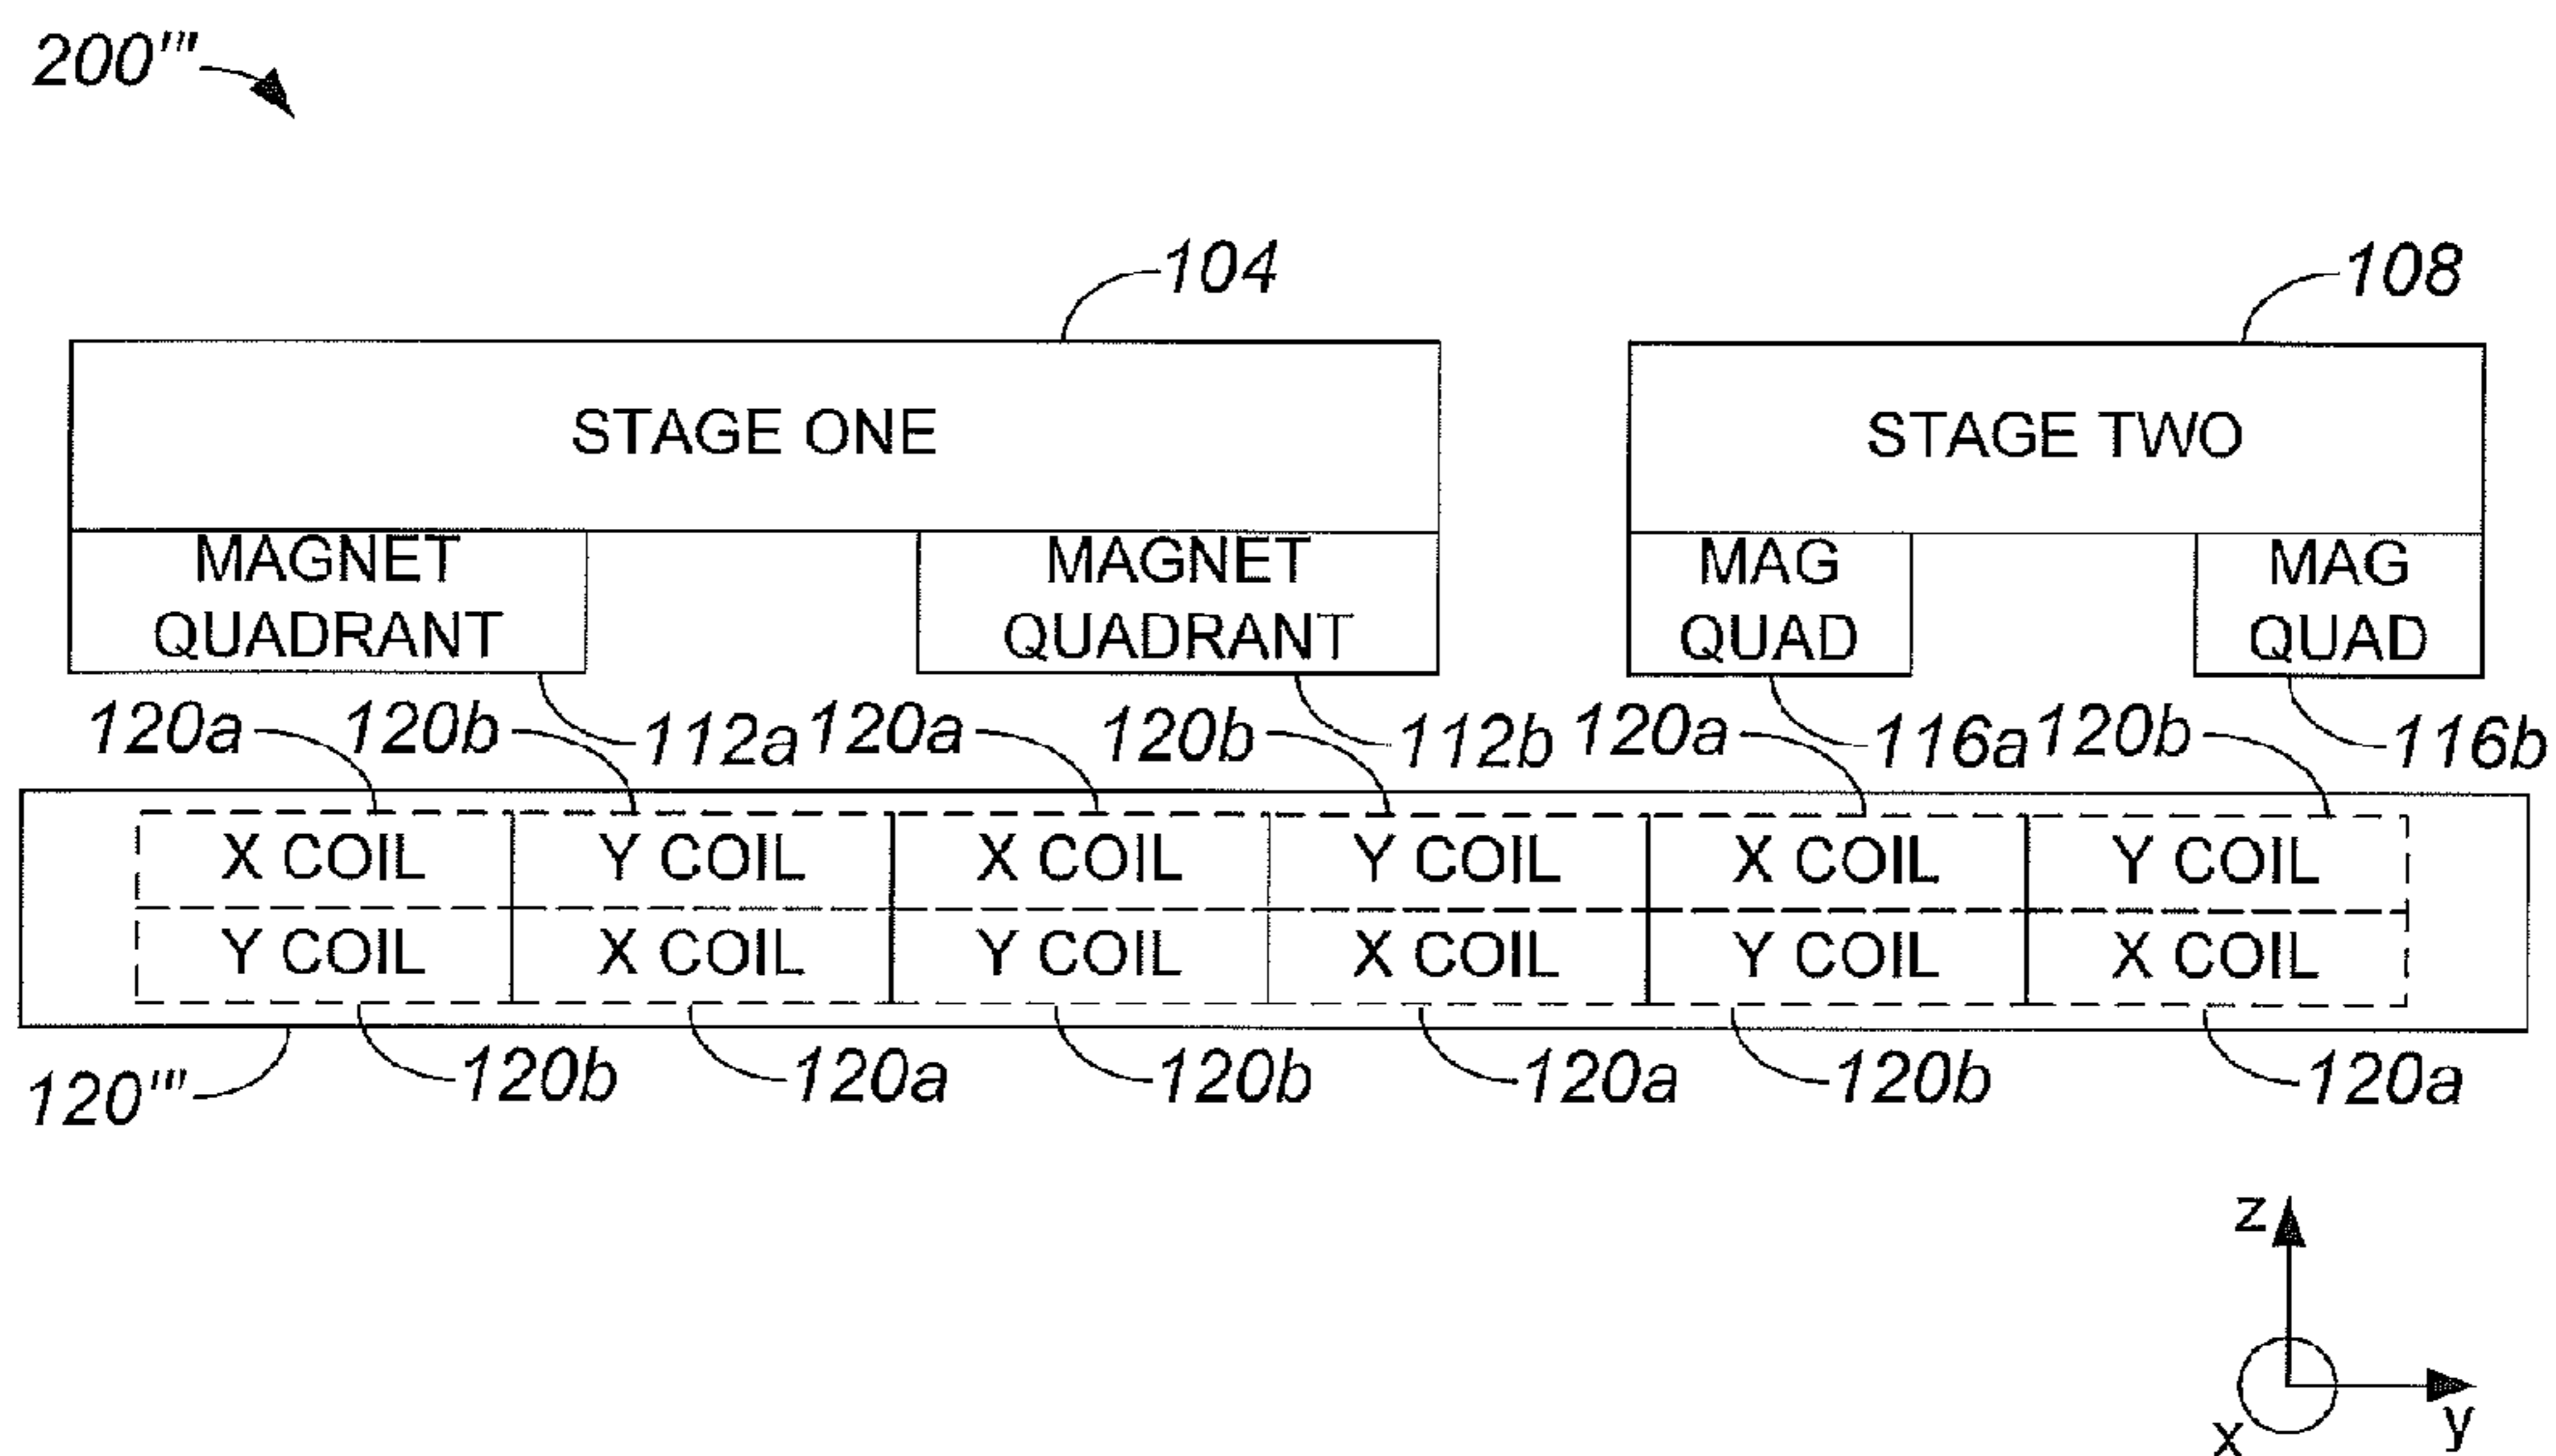 200'''
104
108
STAGE ONE
STAGE TWO
MAGNET
QUADRANT
MAGNET
QUADRANT
MAG
QUAD
MAG
QUAD
120a 120b 112a 120a 120b 112b 120a 116a 120b 116b
X COIL Y COIL X COIL Y COIL X COIL Y COIL
Y COIL X COIL Y COIL X COIL Y COIL X COIL
120''' 120b 120a 120b 120a 120b 120a
z
y
x